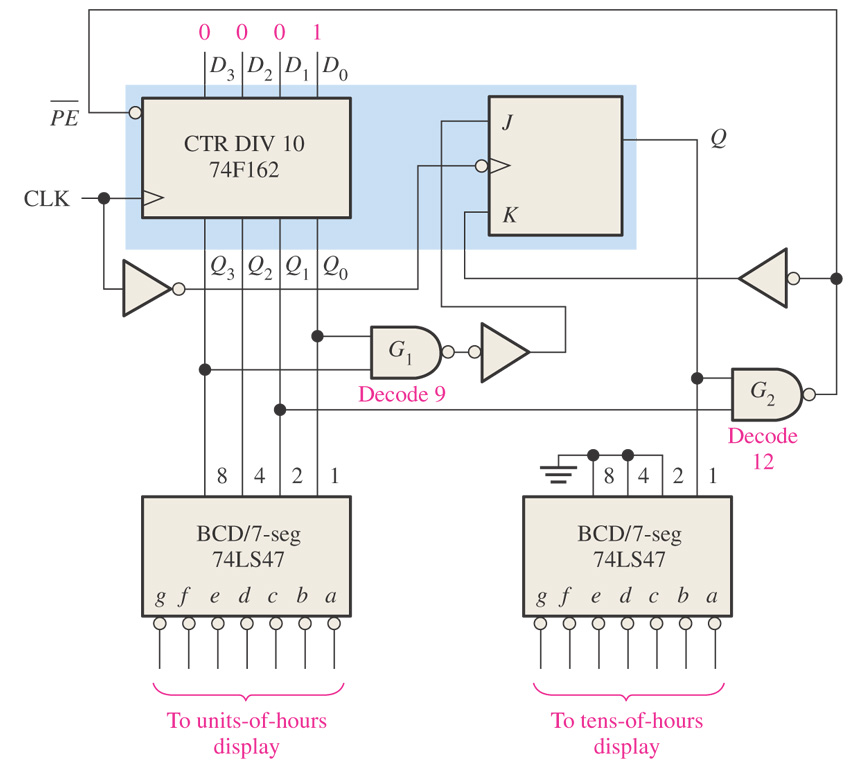 0 0 0 1
D3 D2 D1 D0
PE
CTR DIV 10
74F162
CLK
J
K
Q
Q3 Q2 Q1 Q0
G1
Decode 9
G2
Decode
12
8 4 2 1
BCD/7-seg
74LS47
g f e d c b a
To units-of-hours
display
8 4 2 1
BCD/7-seg
74LS47
g f e d c b a
To tens-of-hours
display